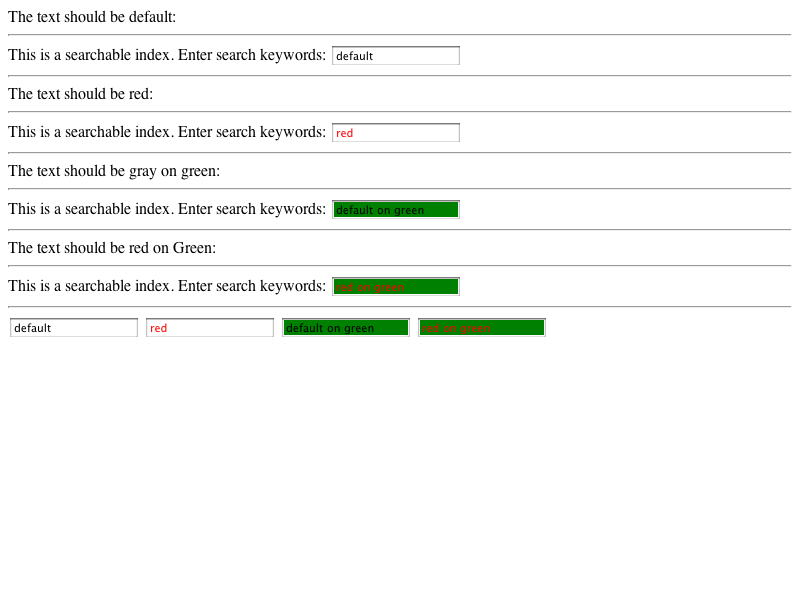 The text should be default:
This is a searchable index. Enter search keywords: default
The text should be red:
This is a searchable index. Enter search keywords: red
The text should be gray on green:
This is a searchable index. Enter search keywords: default on green
The text should be red on Green:
This is a searchable index. Enter search keywords: red on green
default red default on green red on green